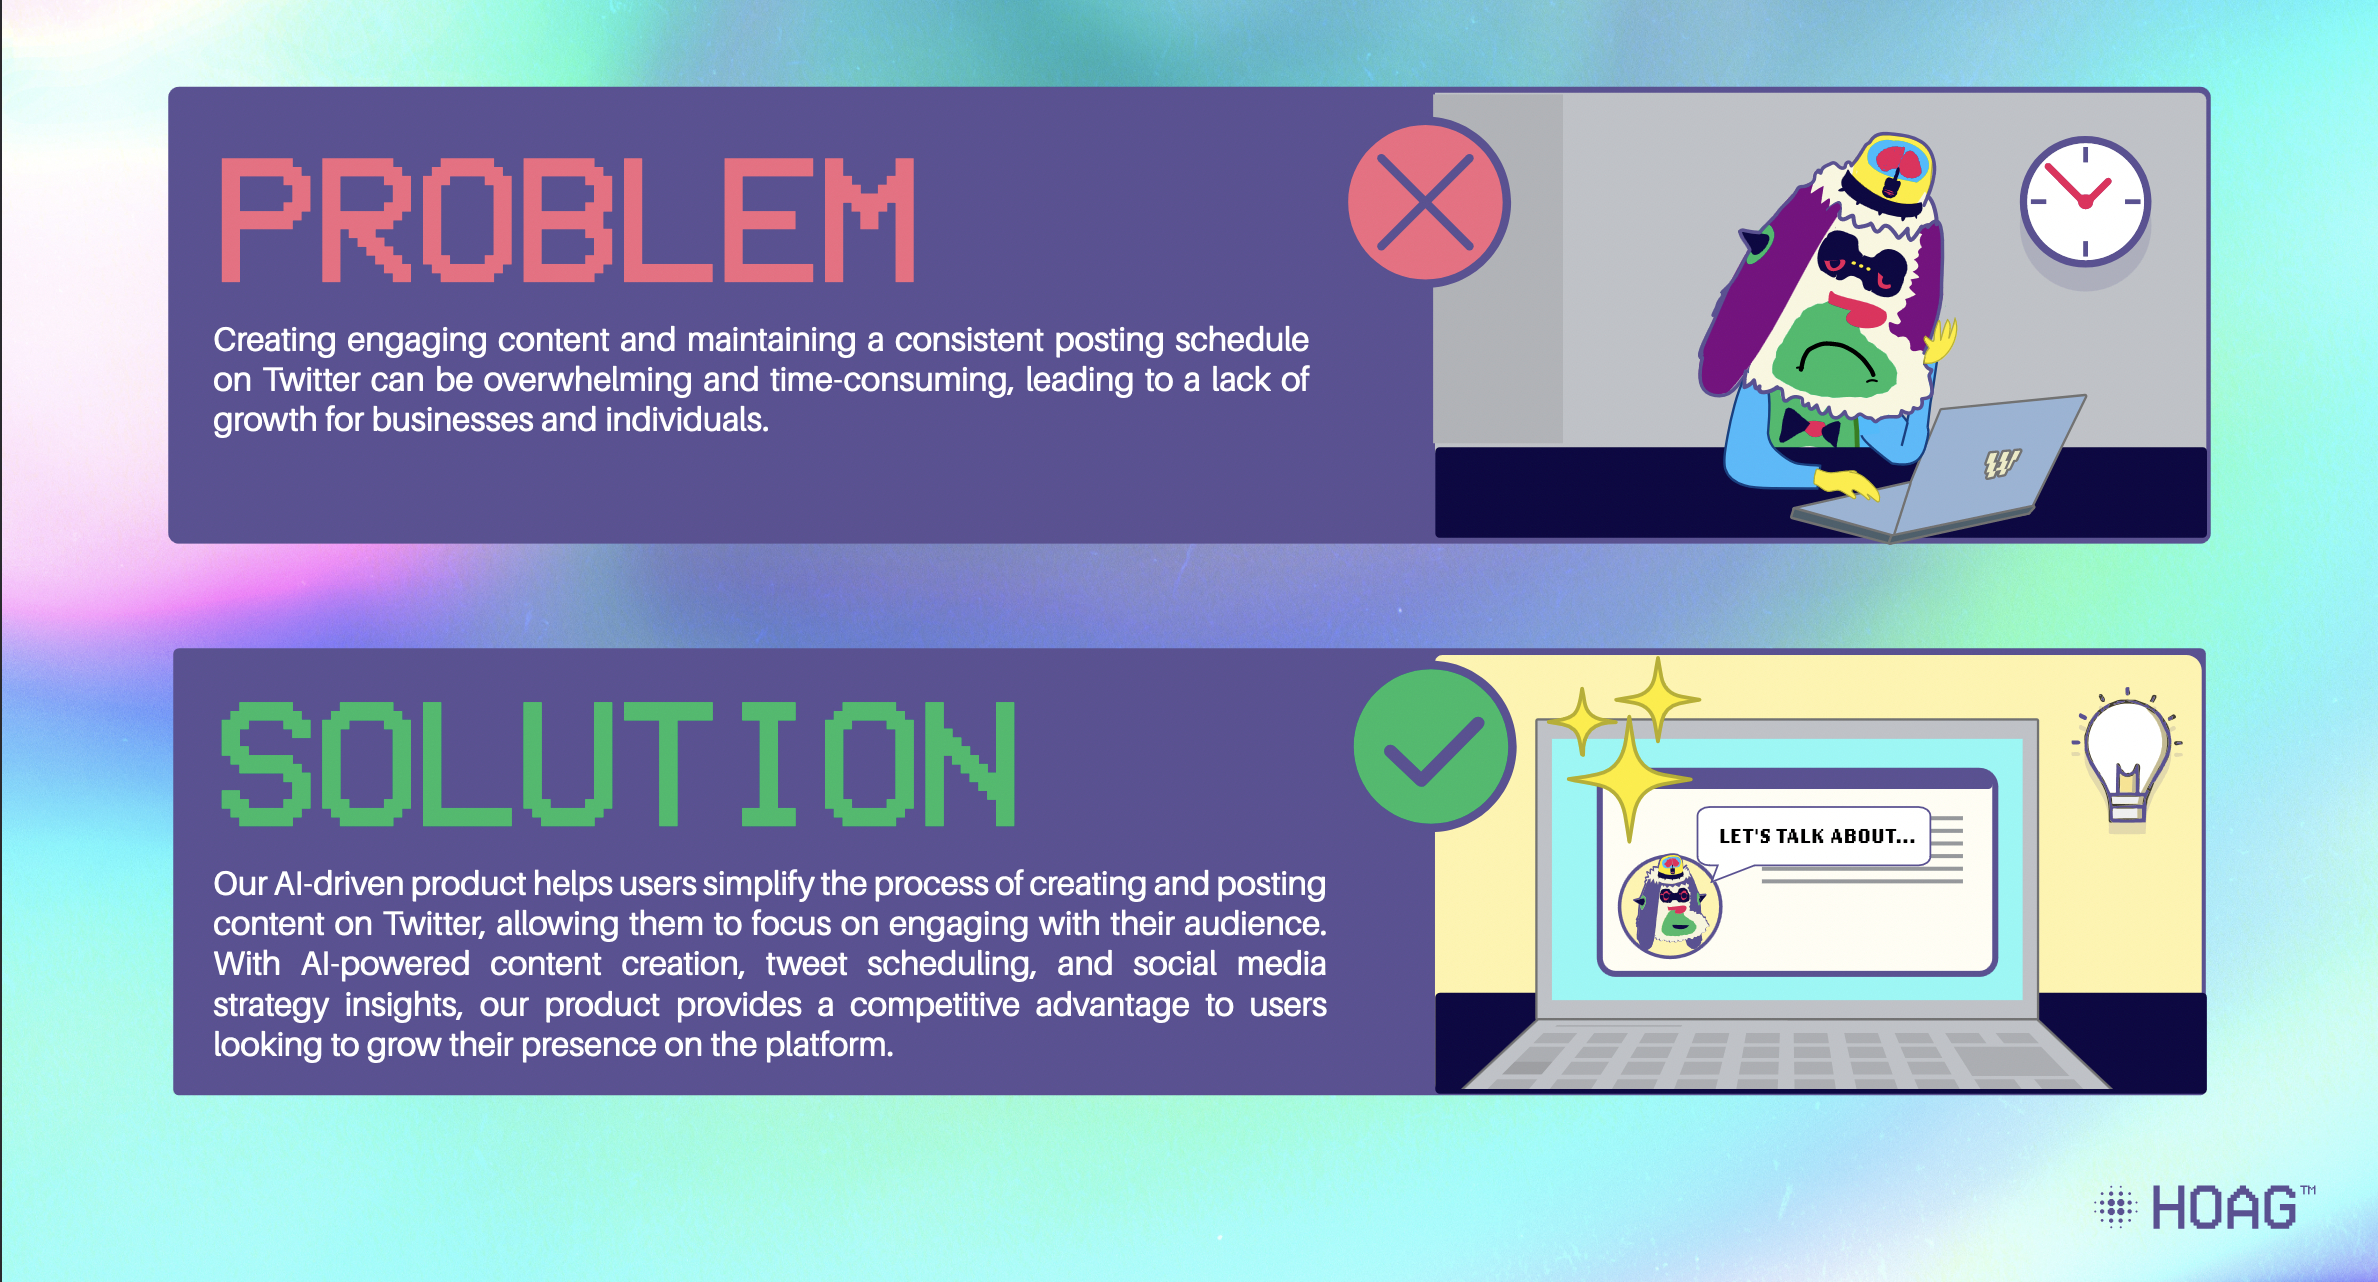 PROBLEM
Creating engaging content and maintaining a consistent posting schedule
on Twitter can be overwhelming and time-consuming, leading to a lack of
growth for businesses and individuals.
W
SOLUTION
Our AI-driven product helps users simplify the process of creating and posting
content on Twitter, allowing them to focus on engaging with their audience.
With AI-powered content creation, tweet scheduling, and social media
strategy insights, our product provides a competitive advantage to users
looking to grow their presence on the platform.
LET'S TALK ABOUT...
HOAG™